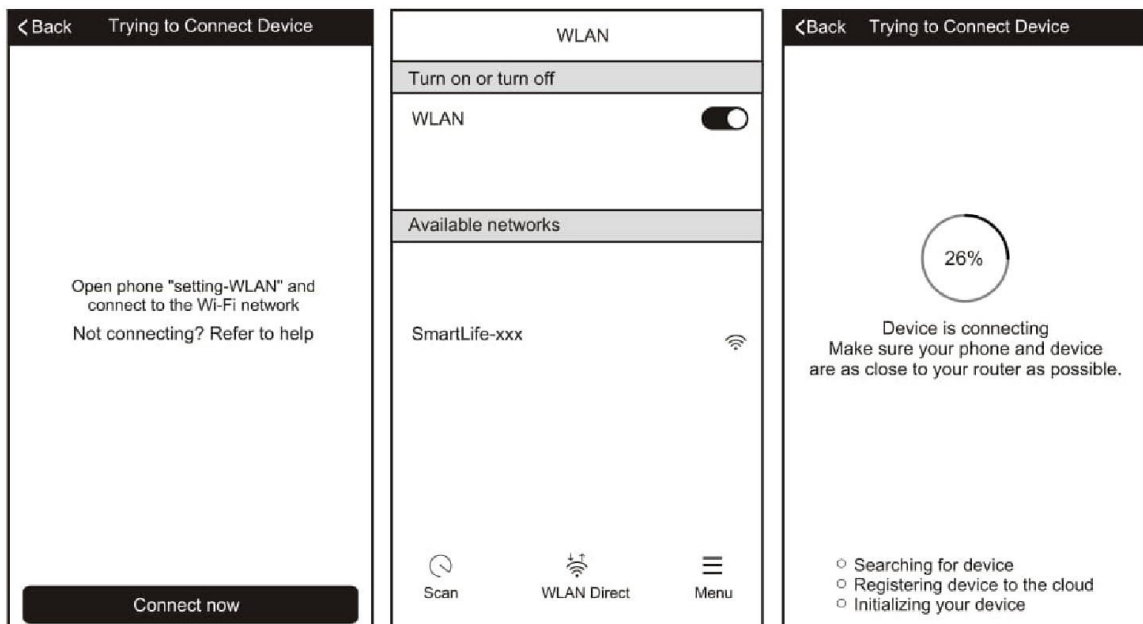 Back Trying to Connect Device
Open phone "setting-WLAN" and
connect to the Wi-Fi network
Not connecting? Refer to help
Connect now
WLAN
Turn on or turn off
WLAN
Available networks
SmartLife-xxx
Scan WLAN Direct Menu
Back Trying to Connect Device
26%
Device is connecting
Make sure your phone and device
are as close to your router as possible.
Searching for device
Registering device to the cloud
Initializing your device